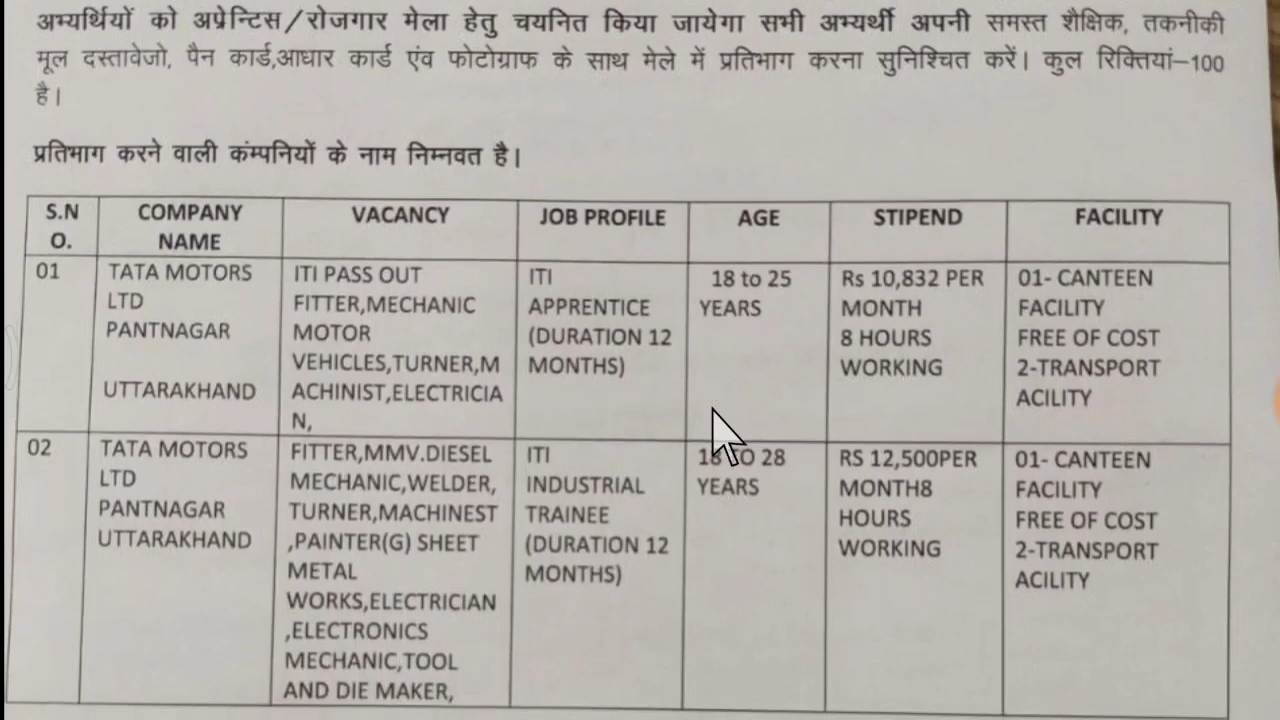 अभ्यर्थियों को अप्रेन्टिस/रोजगार मेला हेतु चयनित किया जायेगा सभी अभ्यर्थी अपनी समस्त शैक्षिक, तकनीकी
मूल दस्तावेजो, पैन कार्ड,आधार कार्ड एंव फोटोग्राफ के साथ मेले में प्रतिभाग करना सुनिश्चित करें। कुल रिक्तियां–100
है।
प्रतिभाग करने वाली कंम्पनियों के नाम निम्नवत है।
S.N
O.
COMPANY
NAME
VACANCY
JOB PROFILE
AGE
STIPEND
FACILITY
01
TATA MOTORS
LTD
PANTNAGAR
UTTARAKHAND
ITI PASS OUT
FITTER,MECHANIC
MOTOR
VEHICLES,TURNER,M
ACHINIST,ELECTRICIA
N,
ITI
APPRENTICE
(DURATION 12
MONTHS)
18 to 25
YEARS
Rs 10,832 PER
MONTH
8 HOURS
WORKING
01- CANTEEN
FACILITY
FREE OF COST
2-TRANSPORT
ACILITY
02
TATA MOTORS
LTD
PANTNAGAR
UTTARAKHAND
FITTER,MMV.DIESEL
MECHANIC,WELDER,
TURNER,MACHINEST
,PAINTER(G) SHEET
METAL
WORKS,ELECTRICIAN
,ELECTRONICS
MECHANIC,TOOL
AND DIE MAKER,
ITI
INDUSTRIAL
TRAINEE
(DURATION 12
MONTHS)
18 TO 28
YEARS
RS 12,500PER
MONTH8
HOURS
WORKING
01- CANTEEN
FACILITY
FREE OF COST
2-TRANSPORT
ACILITY